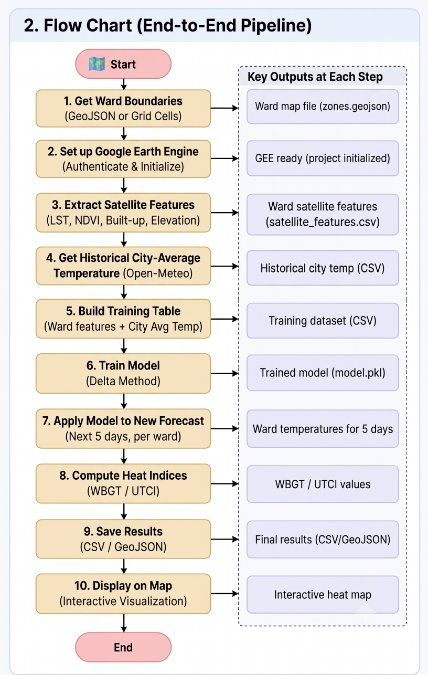 2. Flow Chart (End-to-End Pipeline)
Start
Key Outputs at Each Step
1. Get Ward Boundaries
(GeoJSON or Grid Cells)
Ward map file (zones.geojson)
2. Set up Google Earth Engine
(Authenticate & Initialize)
GEE ready (project initialized)
3. Extract Satellite Features
(LST, NDVI, Built-up, Elevation)
Ward satellite features
(satellite_features.csv)
4. Get Historical City-Average
Temperature (Open-Meteo)
Historical city temp (CSV)
5. Build Training Table
(Ward features + City Avg Temp)
Training dataset (CSV)
6. Train Model
(Delta Method)
Trained model (model.pkl)
7. Apply Model to New Forecast
(Next 5 days, per ward)
Ward temperatures for 5 days
8. Compute Heat Indices
(WBGT / UTCI)
WBGT / UTCI values
9. Save Results
(CSV / GeoJSON)
Final results (CSV/GeoJSON)
10. Display on Map
(Interactive Visualization)
Interactive heat map
End